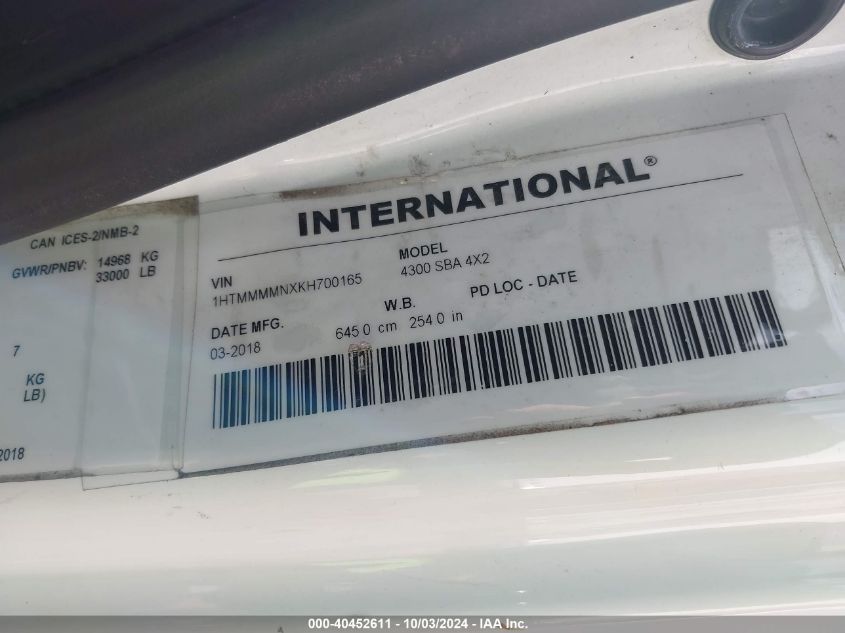 INTERNATIONAL®
CAN ICES-2/NMB-2
GVWR/PNBV: 14968 KG
33000 LB
7
KG
LB)
2018
VIN
1HTMMMMNXKH700165
MODEL
4300 SBA 4X2
DATE MFG.
03-2018
W.B.
645.0 cm 254.0 in
PD LOC - DATE
000-40452611 - 10/03/2024 - IAA Inc.